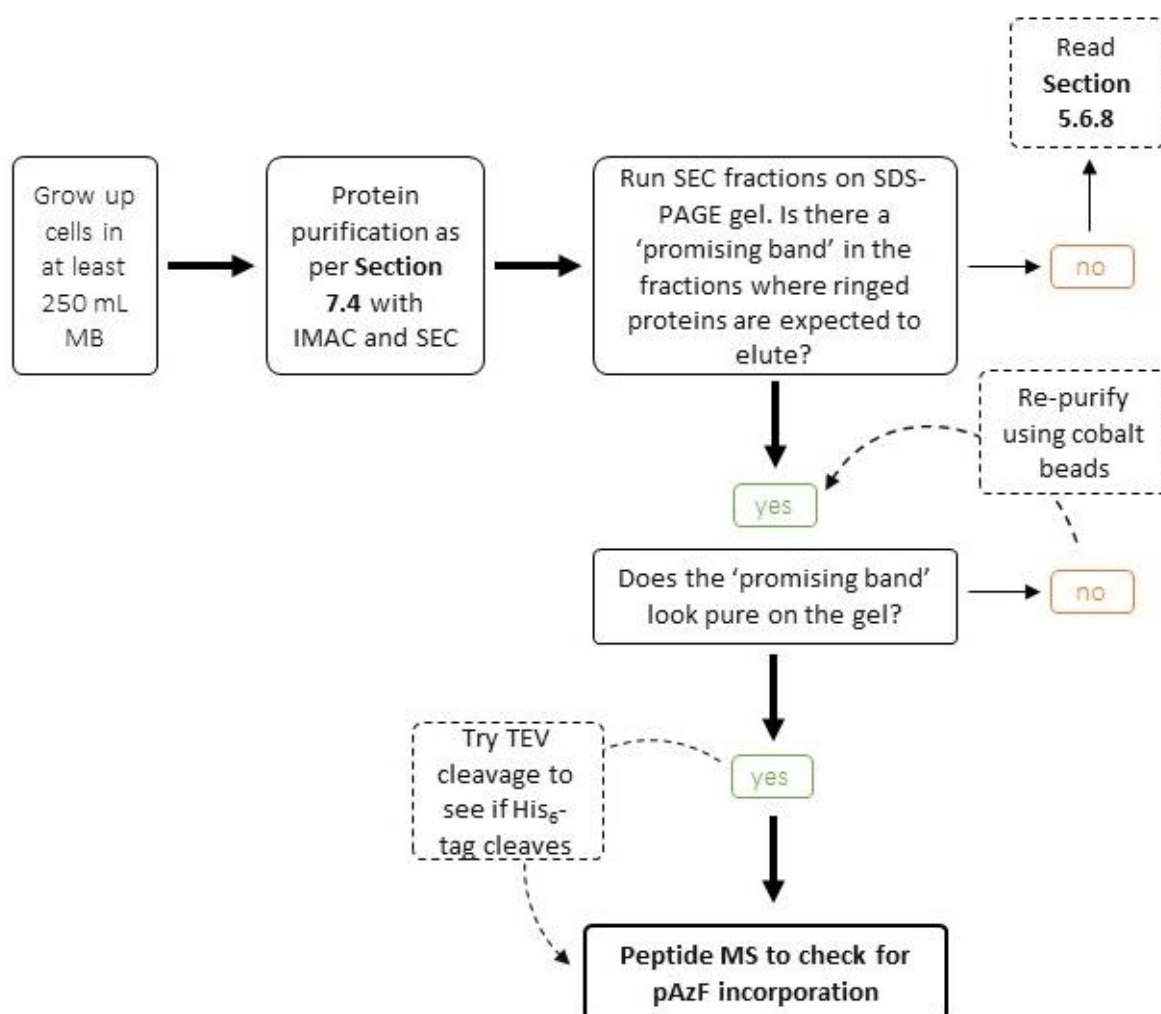 Read
Section
5.6.8
Grow up
cells in
at least
250 mL
MB
Protein
purification as
per Section
7.4 with
IMAC and SEC
Run SEC fractions on SDS-
PAGE gel. Is there a
‘promising band’ in the
fractions where ringed
proteins are expected to
elute?
no
Re-purify
using cobalt
beads
yes
Does the ‘promising band’
look pure on the gel?
no
Try TEV
cleavage to
see if His₆-
tag cleaves
yes
Peptide MS to check for
pAzF incorporation